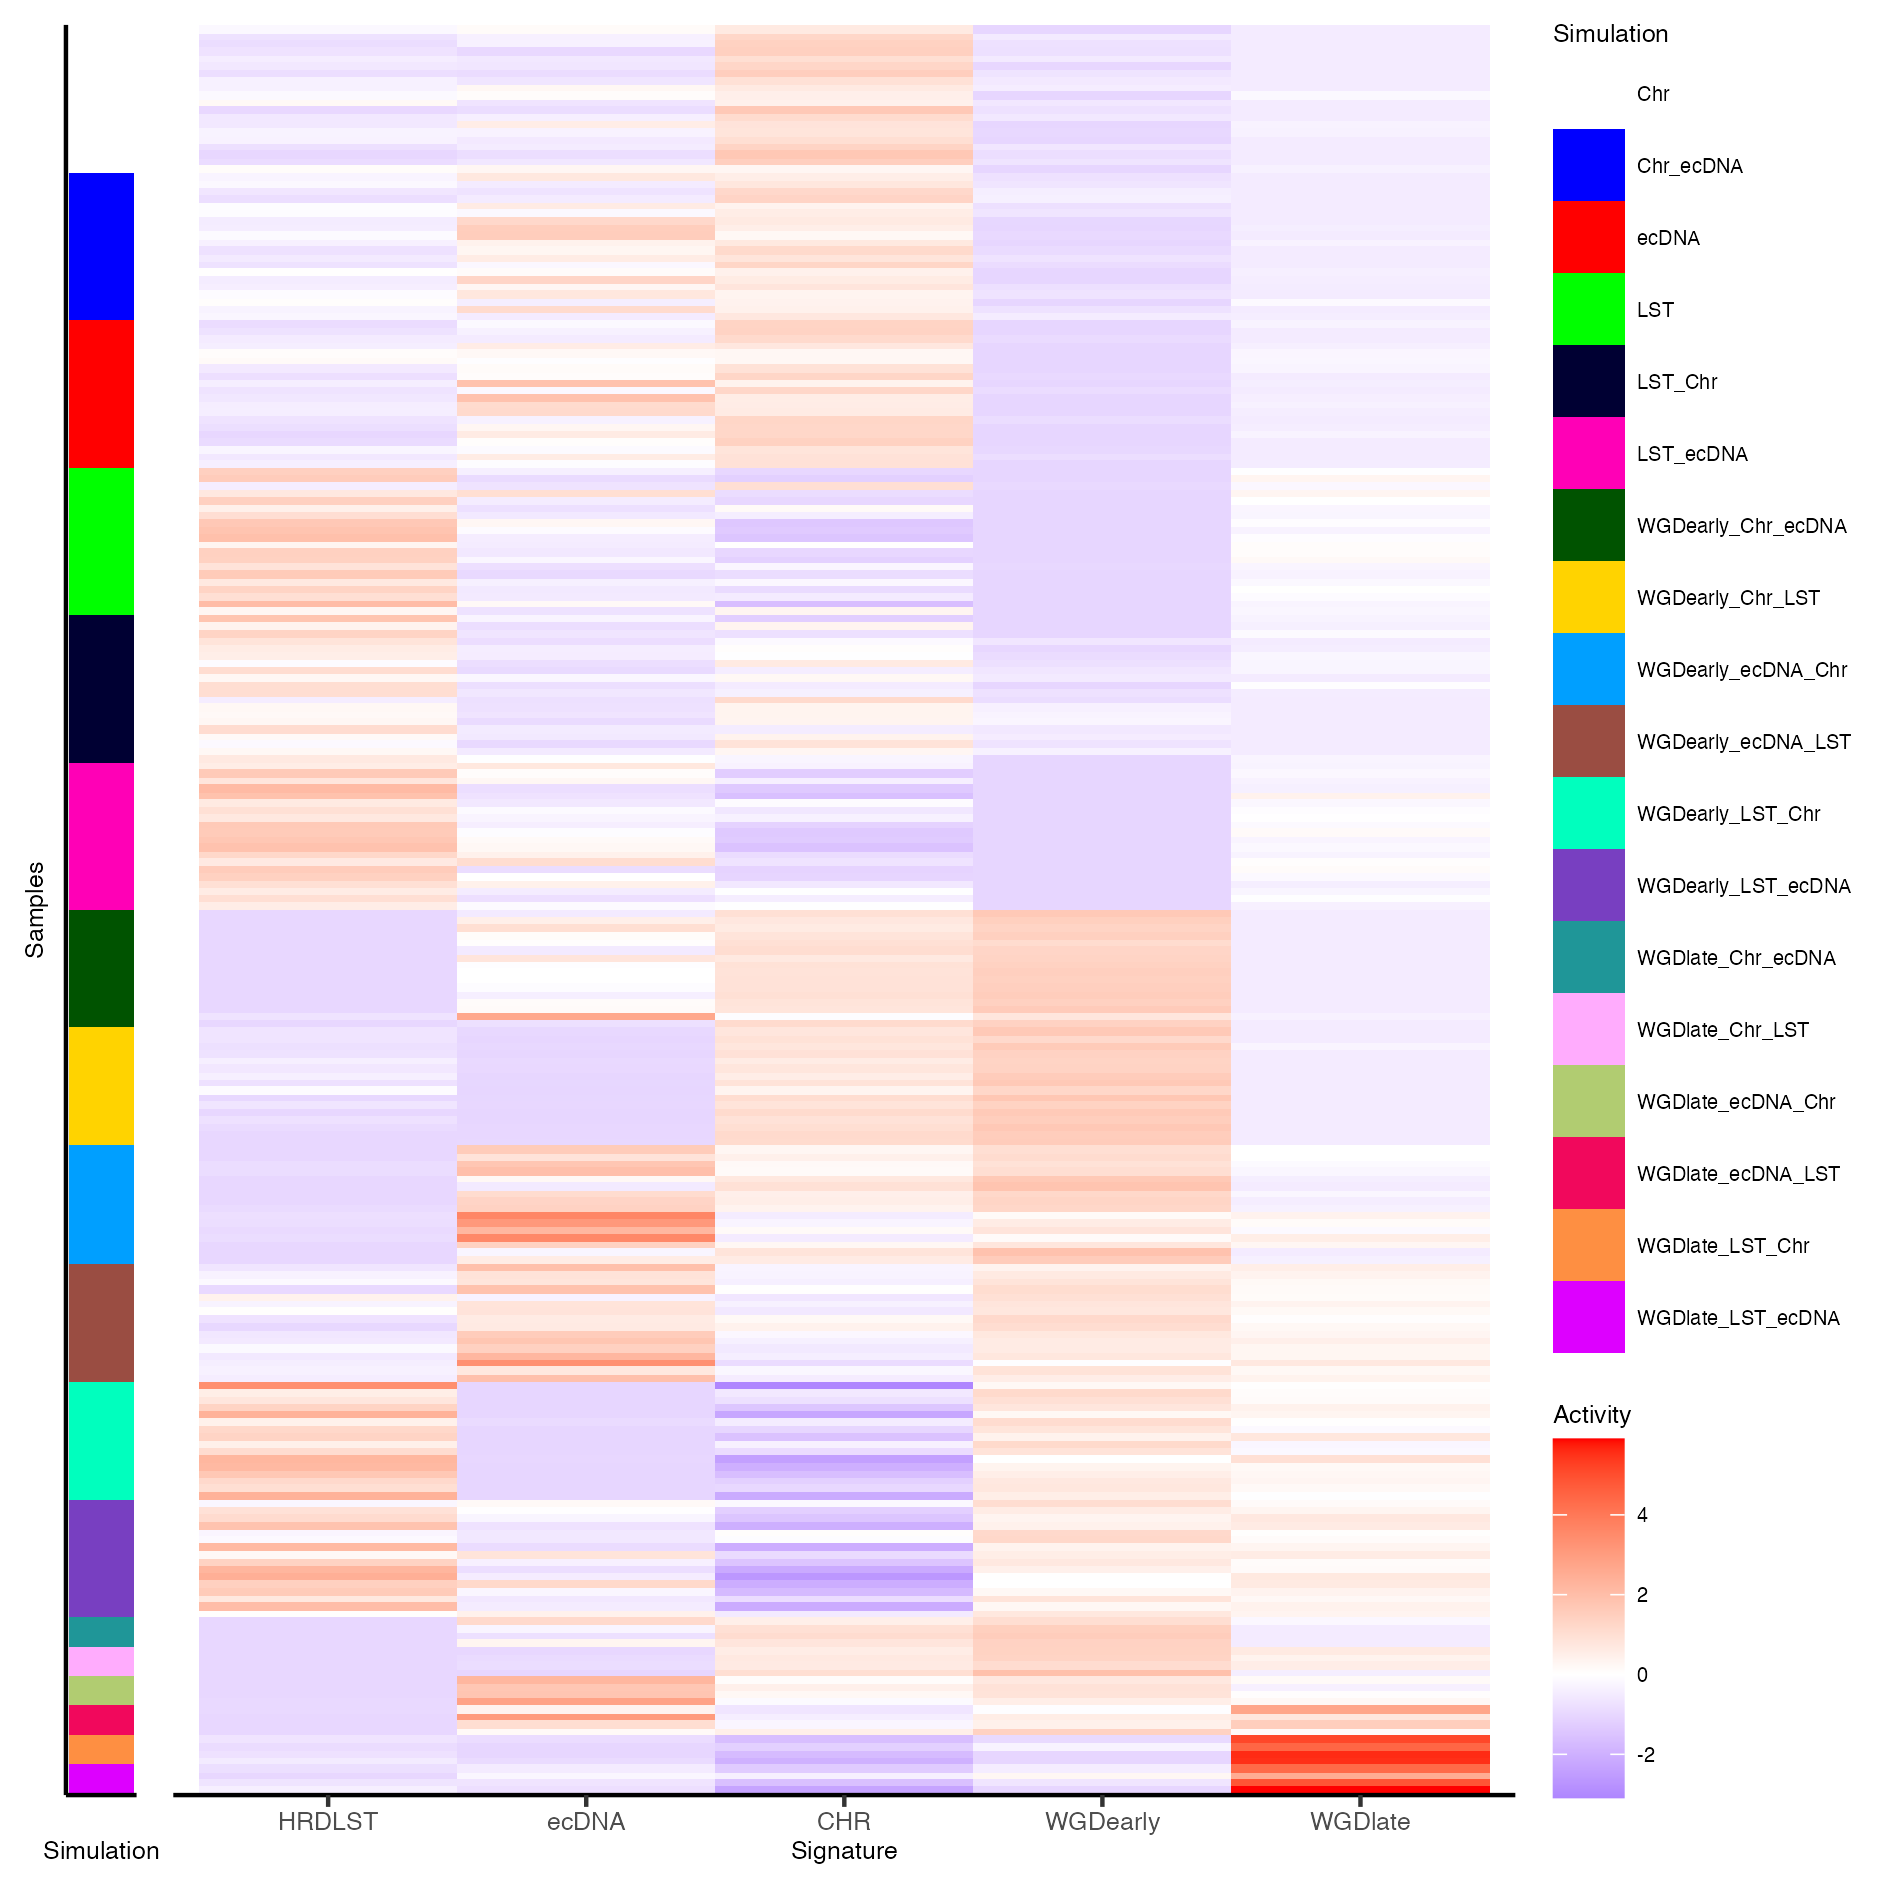 Simulation
Chr
Chr_ecDNA
ecDNA
LST
LST_Chr
LST_ecDNA
WGDearly_Chr_ecDNA
WGDearly_Chr_LST
WGDearly_ecDNA_Chr
WGDearly_ecDNA_LST
WGDearly_LST_Chr
WGDearly_LST_ecDNA
WGDlate_Chr_ecDNA
WGDlate_Chr_LST
WGDlate_ecDNA_Chr
WGDlate_ecDNA_LST
WGDlate_LST_Chr
WGDlate_LST_ecDNA
Activity
4
2
0
-2
Samples
HRDLST ecDNA CHR WGDearly WGDlate
Simulation
Signature